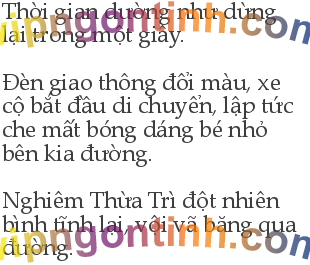 Thời gian dường như dừng
lại trong một giây.
Đèn giao thông đổi màu, xe
cộ bắt đầu di chuyển, lập tức
che mất bóng dáng bé nhỏ
bên kia đường.
Nghiêm Thừa Trì đột nhiên
hình tĩnh lại, vội vã băng qua
đường.